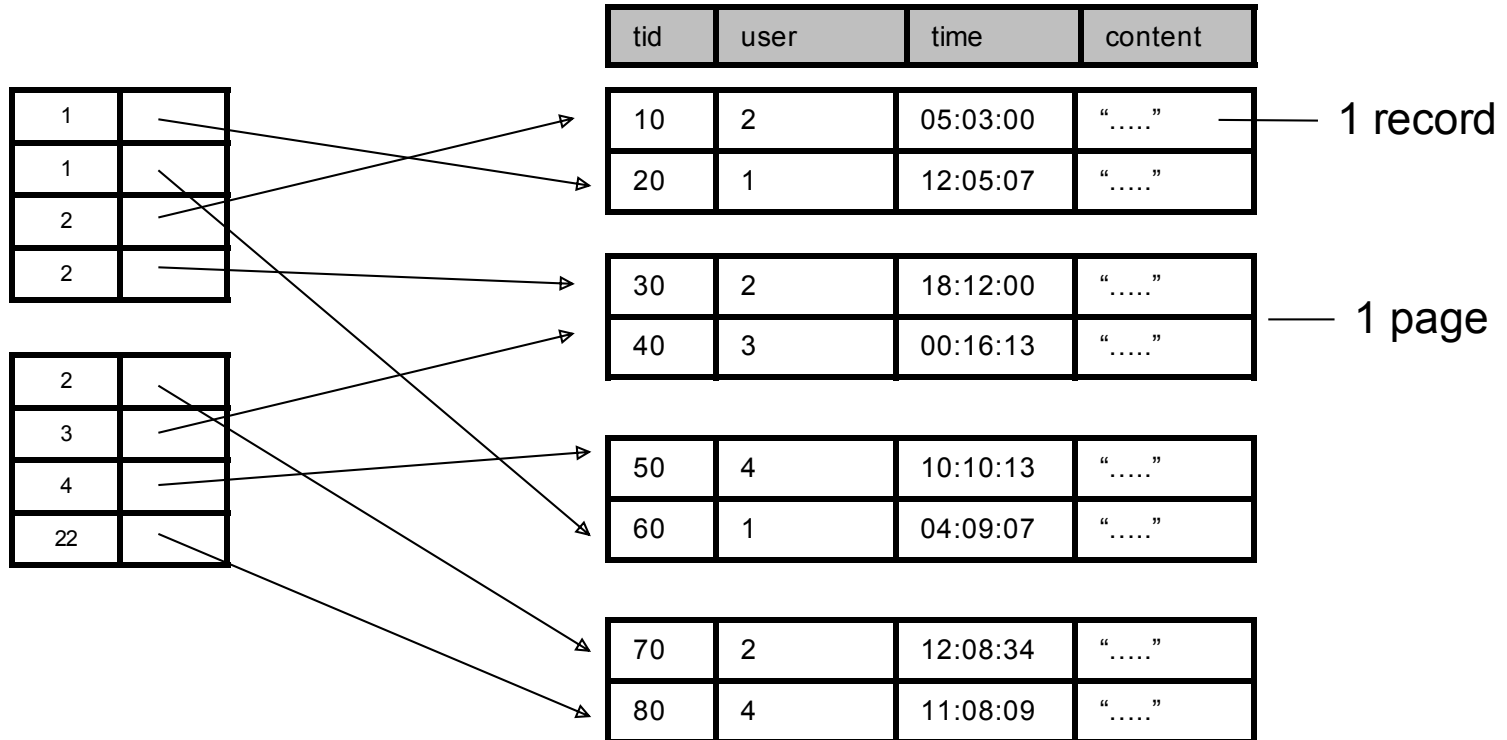 tid user time content
1
1
2
2
10 2 05:03:00 “…..”
20 1 12:05:07 “…..”
1 record
30 2 18:12:00 “…..”
40 3 00:16:13 “…..”
1 page
2
3
4
22
50 4 10:10:13 “…..”
60 1 04:09:07 “…..”
70 2 12:08:34 “…..”
80 4 11:08:09 “…..”